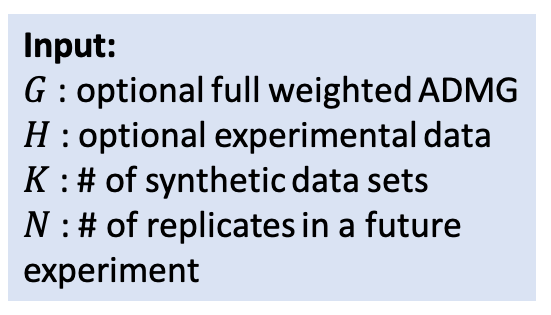 Input:
G : optional full weighted ADMG
H : optional experimental data
K : # of synthetic data sets
N : # of replicates in a future
experiment